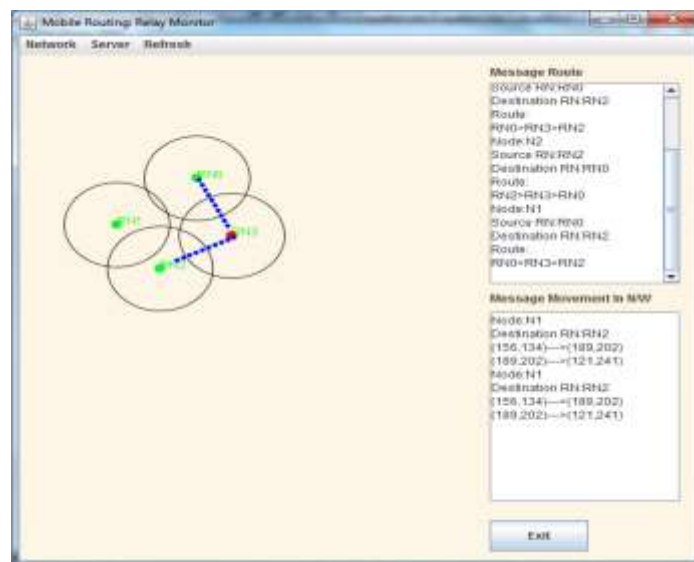 Mobile Routing: Relay Monitor
Network Server Refresh
Message Route
Source RN:RN0
Destination RN:RN2
Route:
RN0>RN3>RN2
Node:N2
Source RN:RN2
Destination RN:RN0
Route:
RN2>RN3>RN0
Node:N1
Source RN:RN0
Destination RN:RN2
Route:
RN0>RN3>RN2
Message Movement In N/W
Node:N1
Destination RN:RN2
(156,134)--->(189,202)
(189,202)--->(121,241)
Node:N1
Destination RN:RN2
(156,134)--->(189,202)
(189,202)--->(121,241)
RN0
RN1
RN3
RN2
Exit